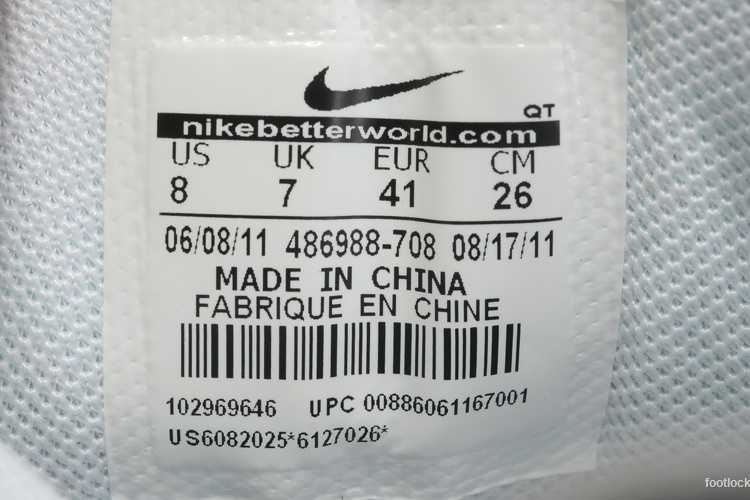 QT
nikebetterworld.com
US UK EUR CM
8 7 41 26
06/08/11 486988-708 08/17/11
MADE IN CHINA
FABRIQUE EN CHINE
102969646 UPC 00886061167001
US6082025*6127026*
footlock